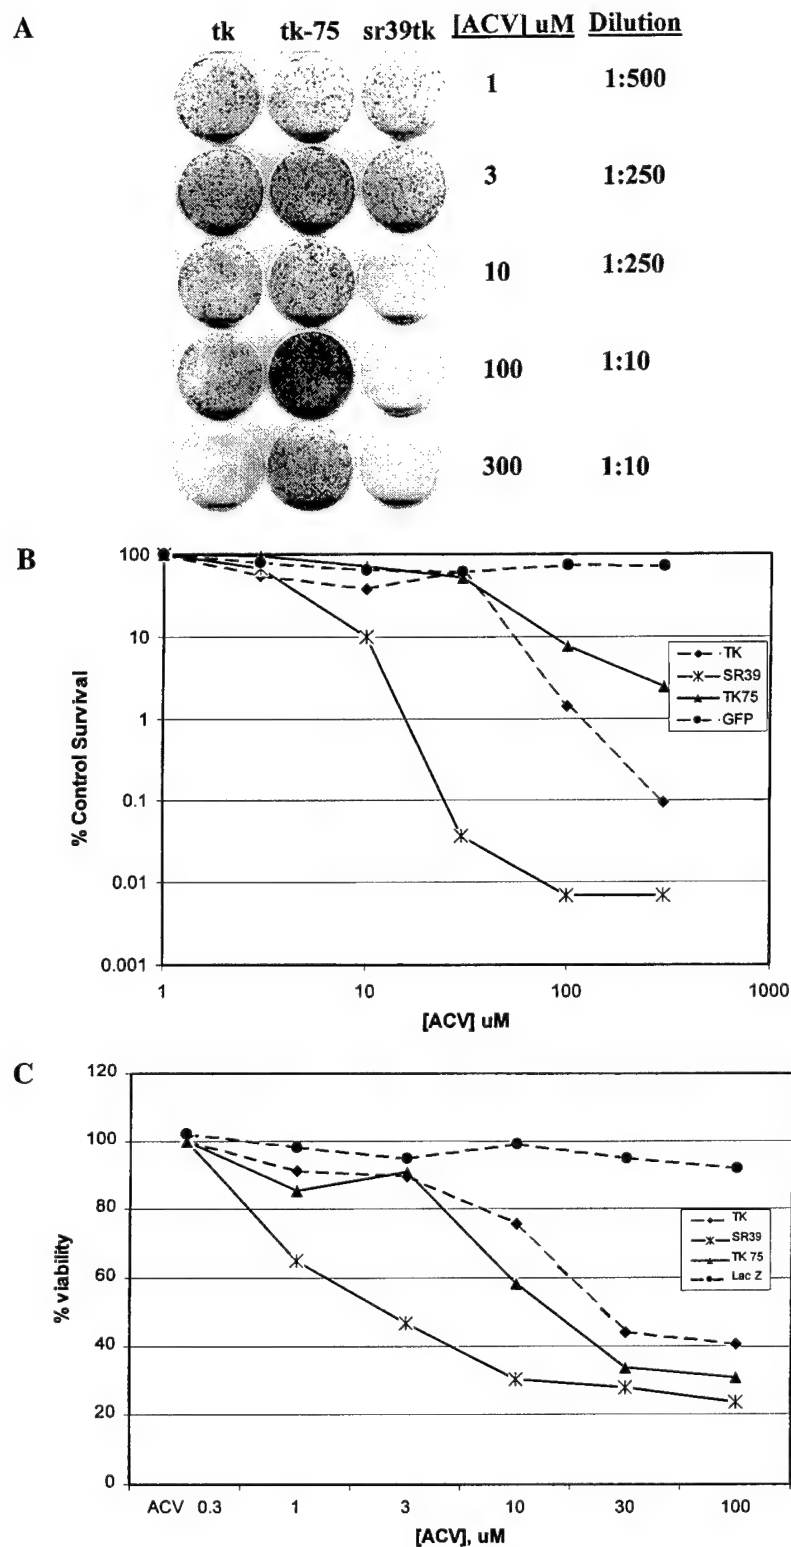 A
tk tk-75 sr39tk [ACV] uM Dilution
1 1:500
3 1:250
10 1:250
100 1:10
300 1:10
B
% Control Survival
100
10
1
0.1
0.01
0.001
1 10 100 1000
[ACV] uM
TK
SR39
TK75
GFP
C
% viability
120
100
80
60
40
20
0
ACV 0.3 1 3 10 30 100
[ACV], uM
TK
SR39
TK 75
Lac Z